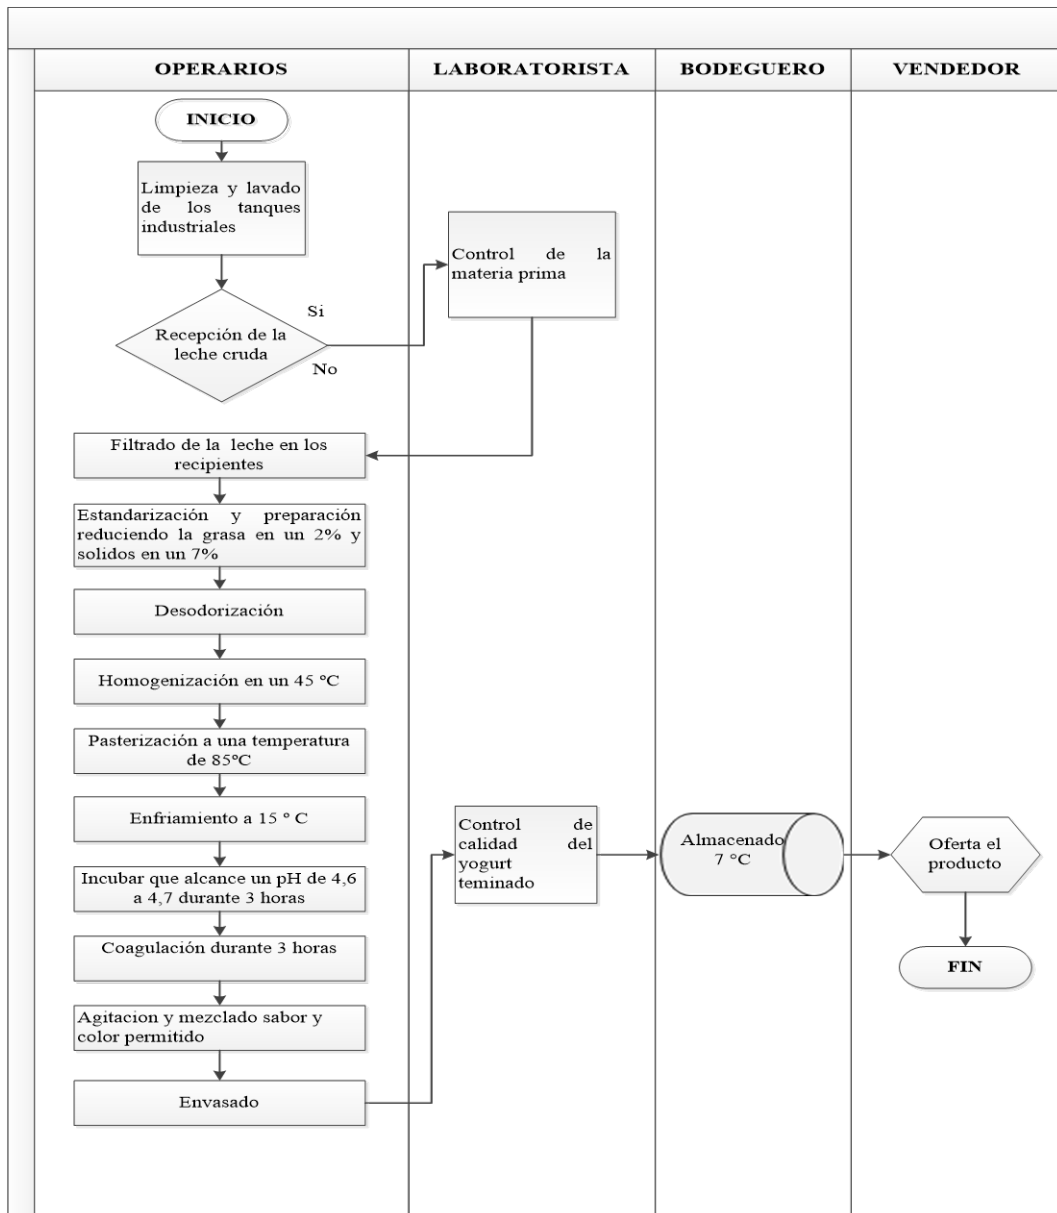 OPERARIOS
LABORATORISTA
BODEGUERO
VENDEDOR
INICIO
Limpieza y lavado
de los tanques
industriales
Recepción de la
leche cruda
Si
No
Control de la
materia prima
Filtrado de la leche en los
recipientes
Estandarización y preparación
reduciendo la grasa en un 2% y
solidos en un 7%
Desodorización
Homogenización en un 45 ºC
Pasterización a una temperatura
de 85ºC
Enfriamiento a 15 º C
Incubar que alcance un pH de 4,6
a 4,7 durante 3 horas
Coagulación durante 3 horas
Agitacion y mezclado sabor y
color permitido
Envasado
Control de
calidad del
yogurt
teminado
Almacenado
7 °C
Oferta el
producto
FIN